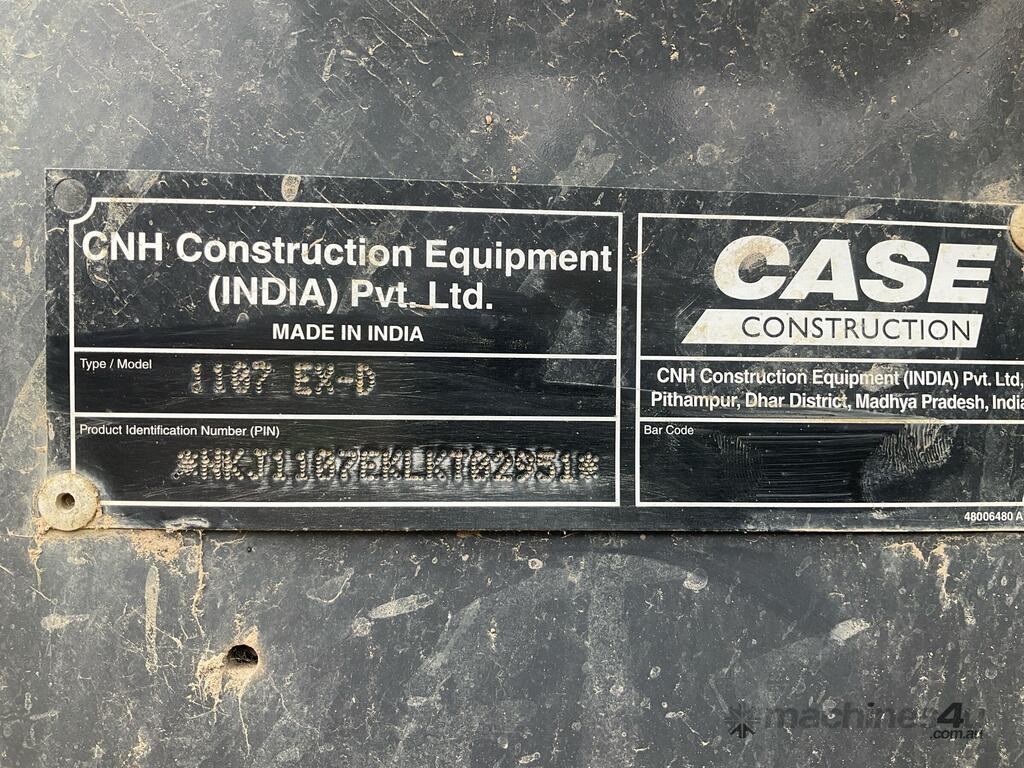 CNH Construction Equipment
(INDIA) Pvt. Ltd.
MADE IN INDIA
Type / Model
1107 EX-D
Product Identification Number (PIN)
*NKJ1107EKLKT02951*
CASE
CONSTRUCTION
CNH Construction Equipment (INDIA) Pvt. Ltd,
Pithampur, Dhar District, Madhya Pradesh, India
Bar Code
48006480 A
machines4u
.com.au